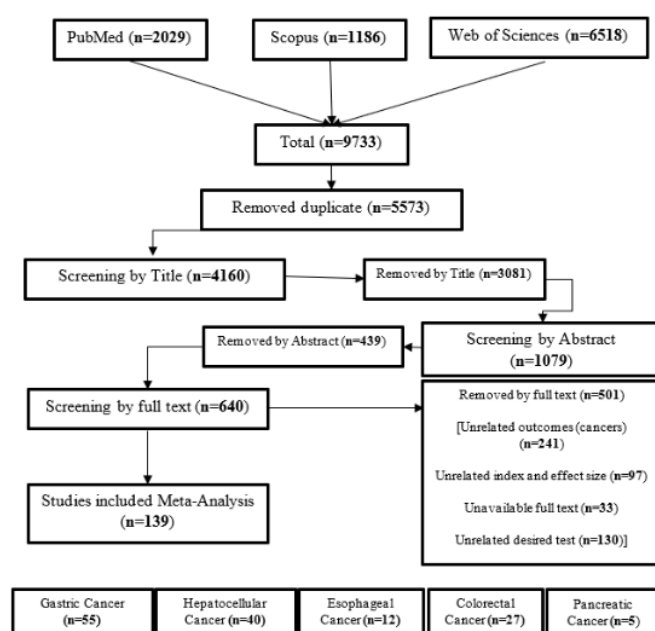 PubMed (n=2029)
Scopus (n=1186)
Web of Sciences (n=6518)
Total (n=9733)
Removed duplicate (n=5573)
Screening by Title (n=4160)
Removed by Title (n=3081)
Removed by Abstract (n=439)
Screening by Abstract
(n=1079)
Screening by full text (n=640)
Removed by full text (n=501)
[Unrelated outcomes (cancers)
(n=241)
Unrelated index and effect size (n=97)
Unavailable full text (n=33)
Unrelated desired test (n=130)]
Studies included Meta-Analysis
(n=139)
Gastric Cancer
(n=55)
Hepatocellular
Cancer (n=40)
Esophageal
Cancer (n=12)
Colorectal
Cancer (n=27)
Pancreatic
Cancer (n=5)